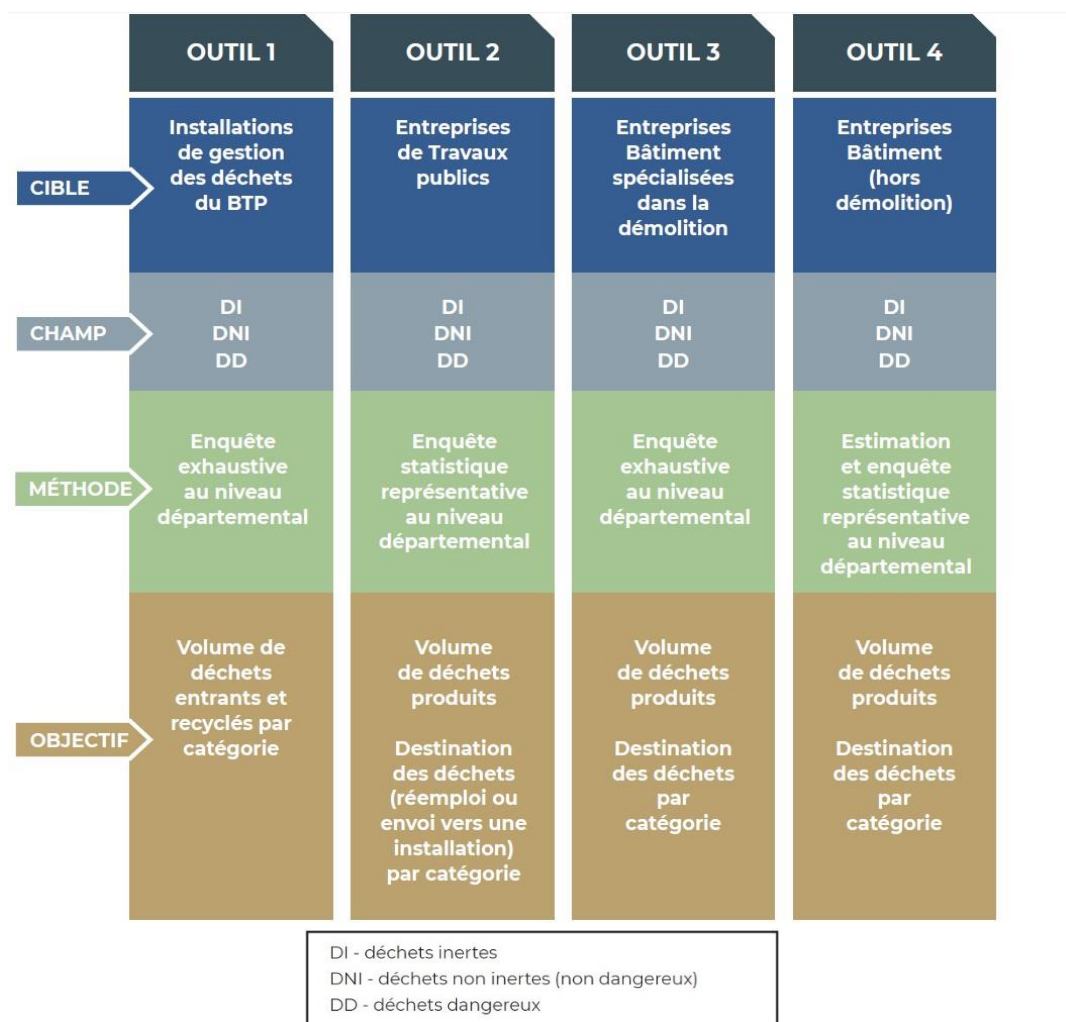 OUTIL 1
OUTIL 2
OUTIL 3
OUTIL 4
CIBLE
Installations
de gestion
des déchets
du BTP
Entreprises
de Travaux
publics
Entreprises
Bâtiment
spécialisées
dans la
démolition
Entreprises
Bâtiment
(hors
démolition)
CHAMP
DI
DNI
DD
DI
DNI
DD
DI
DNI
DD
DI
DNI
DD
MÉTHODE
Enquête
exhaustive
au niveau
départemental
Enquête
statistique
représentative
au niveau
départemental
Enquête
exhaustive
au niveau
départemental
Estimation
et enquête
statistique
représentative
au niveau
départemental
OBJECTIF
Volume de
déchets
entrants et
recyclés par
catégorie
Volume
de déchets
produits
Destination
des déchets
(réemploi ou
envoi vers une
installation)
par catégorie
Volume
de déchets
produits
Destination
des déchets
par
catégorie
Volume
de déchets
produits
Destination
des déchets
par
catégorie
DI - déchets inertes
DNI - déchets non inertes (non dangereux)
DD - déchets dangereux